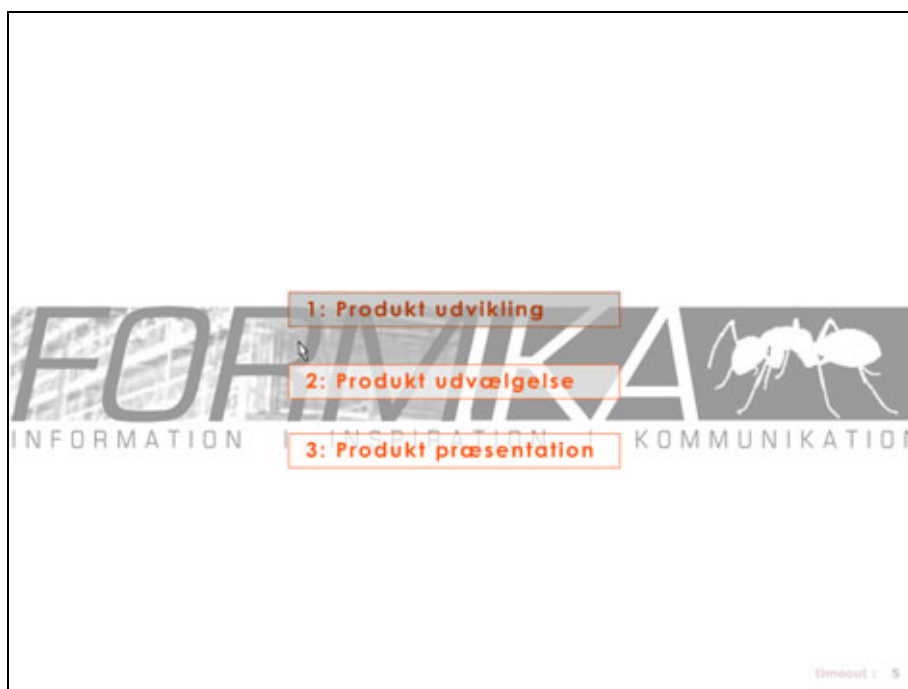 1: Produkt udvikling
FORMIKA
2: Produkt udvælgelse
INFORMATION I INSPIRATION I KOMMUNIKATION
3: Produkt præsentation
timeout : 5